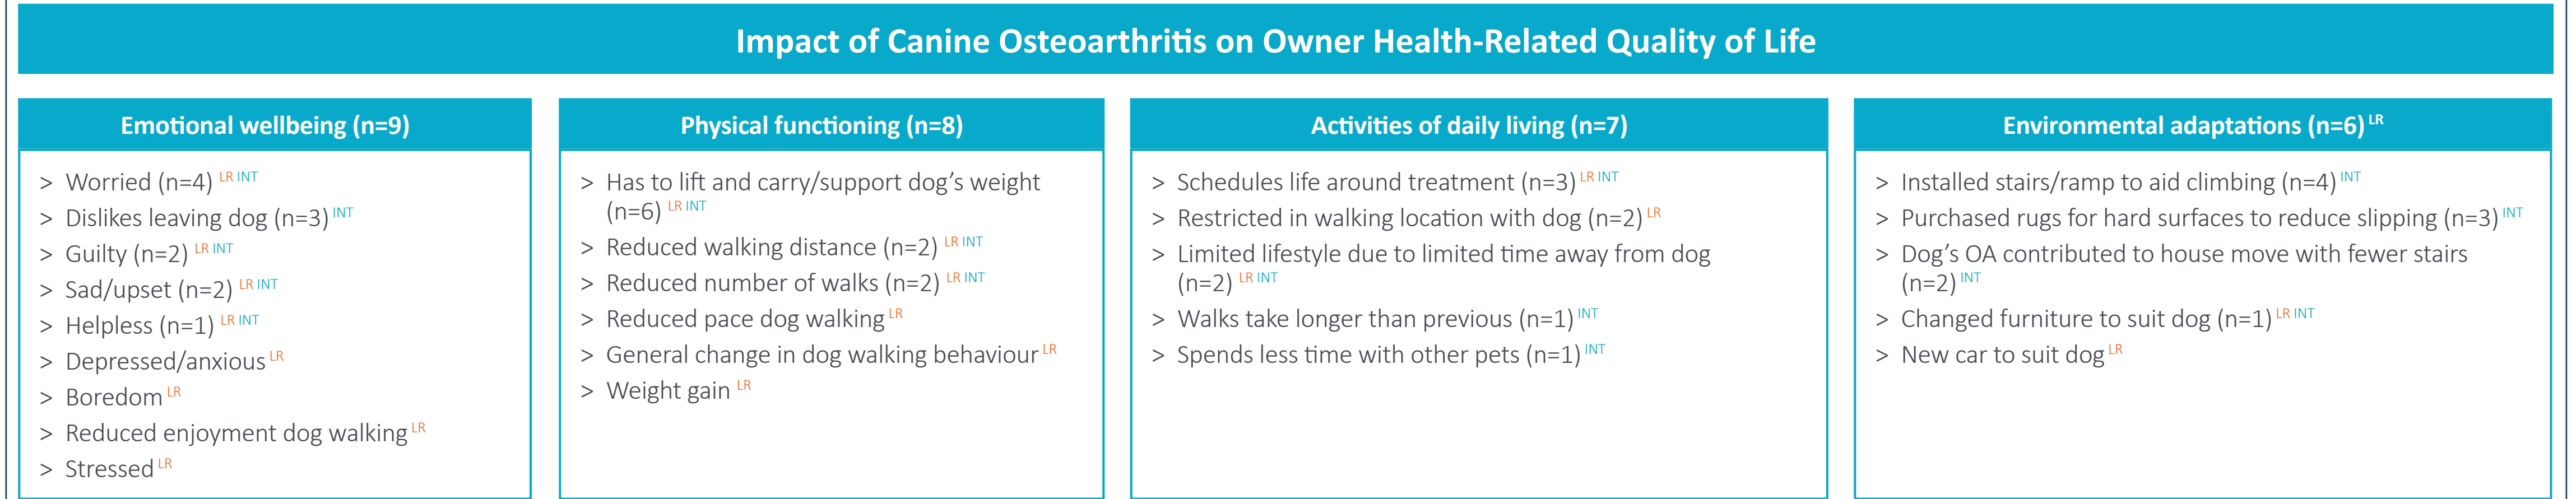 Impact of Canine Osteoarthritis on Owner Health-Related Quality of Life
Emotional wellbeing (n=9)
> Worried (n=4) LR INT
> Dislikes leaving dog (n=3) INT
> Guilty (n=2) LR INT
> Sad/upset (n=2) LR INT
> Helpless (n=1) LR INT
> Depressed/anxious LR
> Boredom LR
> Reduced enjoyment dog walking LR
> Stressed LR
Physical functioning (n=8)
> Has to lift and carry/support dog’s weight
(n=6) LR INT
> Reduced walking distance (n=2) LR INT
> Reduced number of walks (n=2) LR INT
> Reduced pace dog walking LR
> General change in dog walking behaviour LR
> Weight gain LR
Activities of daily living (n=7)
> Schedules life around treatment (n=3) LR INT
> Restricted in walking location with dog (n=2) LR
> Limited lifestyle due to limited time away from dog
(n=2) LR INT
> Walks take longer than previous (n=1) INT
> Spends less time with other pets (n=1) INT
Environmental adaptations (n=6) LR
> Installed stairs/ramp to aid climbing (n=4) INT
> Purchased rugs for hard surfaces to reduce slipping (n=3) INT
> Dog’s OA contributed to house move with fewer stairs
(n=2) INT
> Changed furniture to suit dog (n=1) LR INT
> New car to suit dog LR